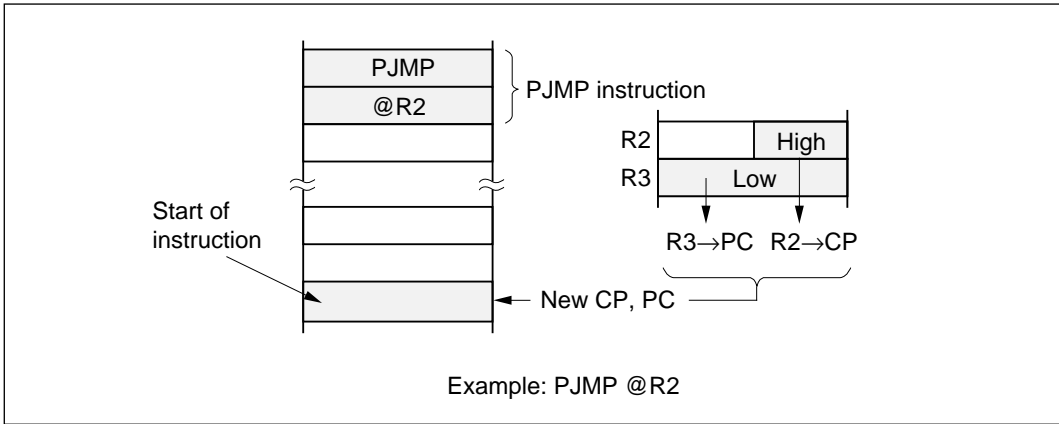 PJMP
@R2
PJMP instruction
R2
High
R3
Low
R3→PC R2→CP
Start of
instruction
New CP, PC
Example: PJMP @R2